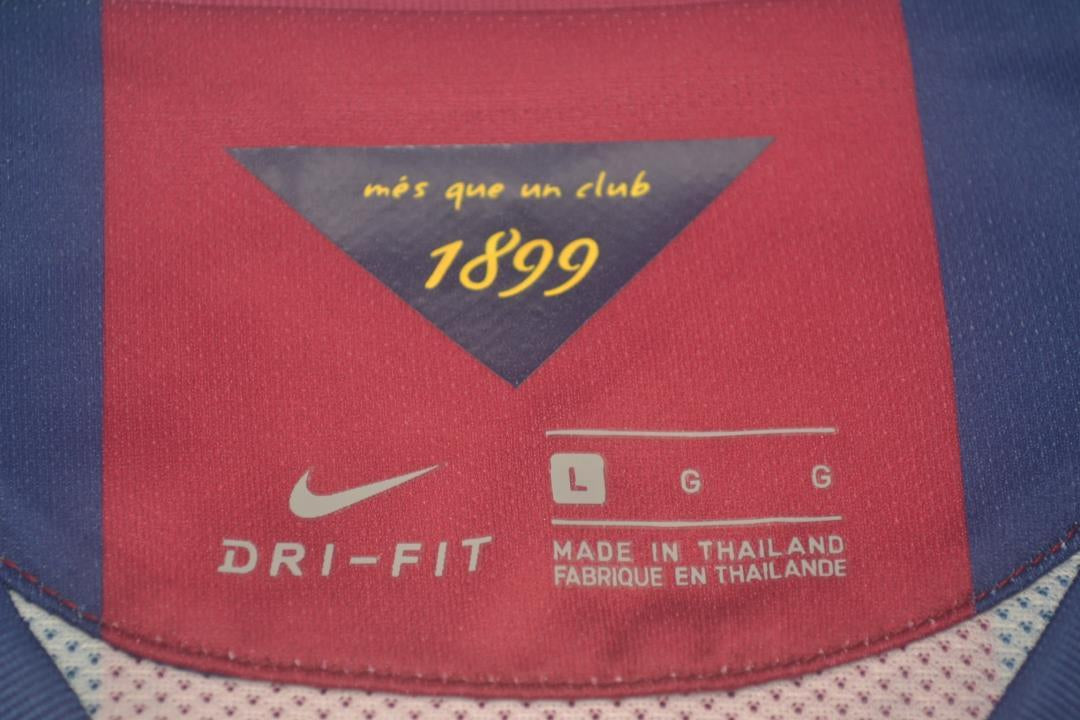 més que un club
1899
L G G
DRI-FIT
MADE IN THAILAND
FABRIQUE EN THAILANDE